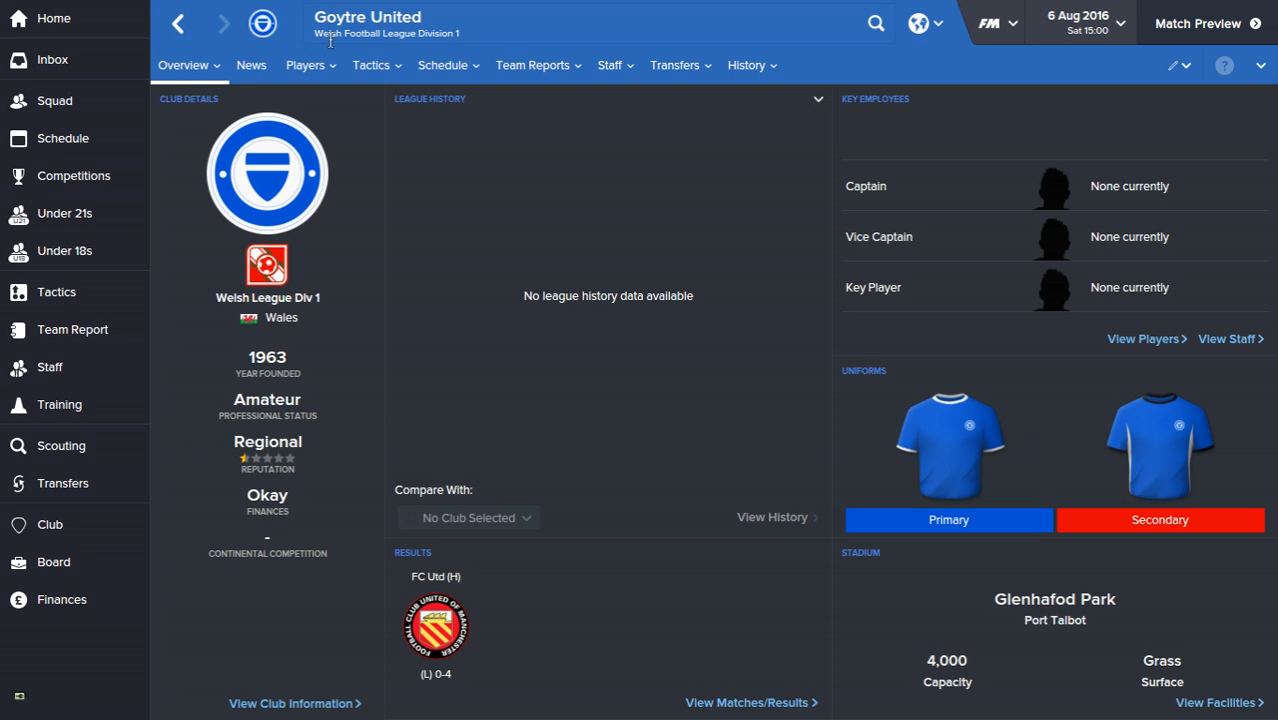 Home
Inbox
Squad
Schedule
Competitions
Under 21s
Under 18s
Tactics
Team Report
Staff
Training
Scouting
Transfers
Club
Board
Finances
Goytre United
Welsh Football League Division 1
FM
6 Aug 2016
Sat 15:00
Match Preview
Overview
News
Players
Tactics
Schedule
Team Reports
Staff
Transfers
History
?
CLUB DETAILS
Welsh League Div 1
Wales
1963
YEAR FOUNDED
Amateur
PROFESSIONAL STATUS
Regional
REPUTATION
Okay
FINANCES
-
CONTINENTAL COMPETITION
View Club Information
LEAGUE HISTORY
No league history data available
Compare With:
No Club Selected
View History
RESULTS
FC Utd (H)
FOOTBALL CLUB UNITED OF MANCHESTER
(L) 0-4
View Matches/Results
KEY EMPLOYEES
Captain
None currently
Vice Captain
None currently
Key Player
None currently
View Players
View Staff
UNIFORMS
Primary
Secondary
STADIUM
Glenhafod Park
Port Talbot
4,000
Capacity
Grass
Surface
View Facilities